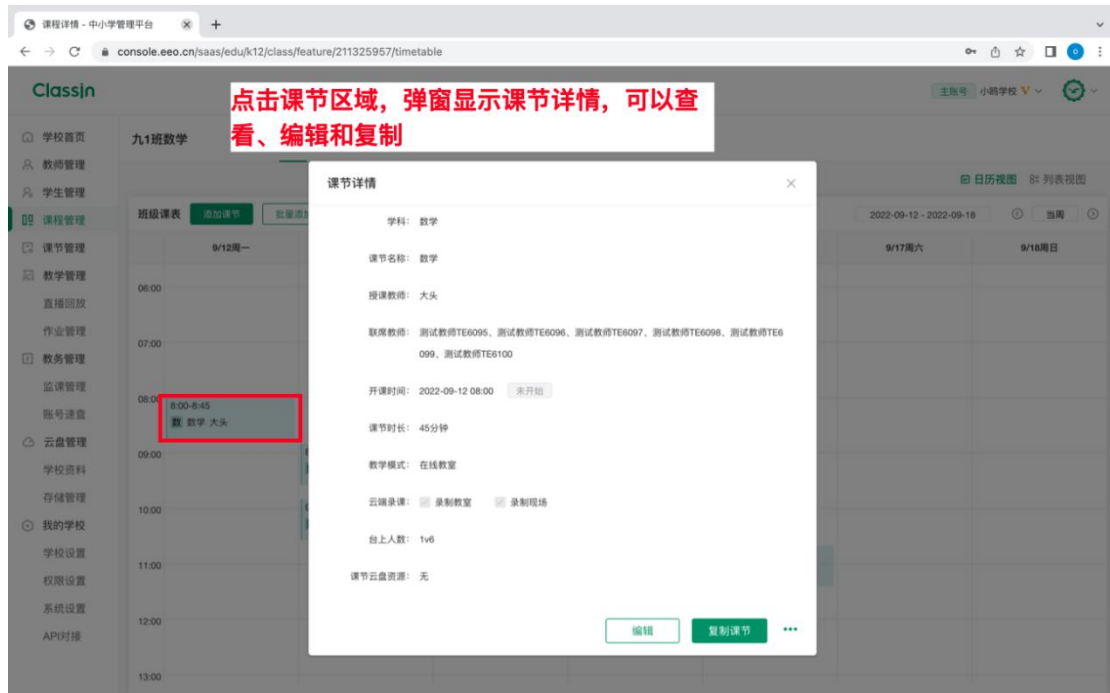 课程详情 - 中小学管理平台
console.eeo.cn/saas/edu/k12/class/feature/211325957/timetable
ClassIn
点击课节区域，弹窗显示课节详情，可以查
看、编辑和复制
主账号 小鸥学校 V
学校首页
教师管理
学生管理
课程管理
课节管理
教学管理
直播回放
作业管理
教务管理
监课管理
账号速查
云盘管理
学校资料
存储管理
我的学校
学校设置
权限设置
系统设置
API对接
九1班数学
日历视图 列表视图
班级课表 添加课节 批量添加
2022-09-12 - 2022-09-18 当周
9/12周一
9/17周六
9/18周日
06:00
07:00
08:00
8:00-8:45
数 数学 大头
09:00
10:00
11:00
12:00
13:00
课节详情
学科： 数学
课节名称： 数学
授课教师： 大头
联席教师： 测试教师TE6095、测试教师TE6096、测试教师TE6097、测试教师TE6098、测试教师TE6
099、测试教师TE6100
开课时间： 2022-09-12 08:00 未开始
课节时长： 45分钟
教学模式： 在线教室
云端录课： 录制教室 录制现场
台上人数： 1v6
课节云盘资源： 无
编辑 复制课节